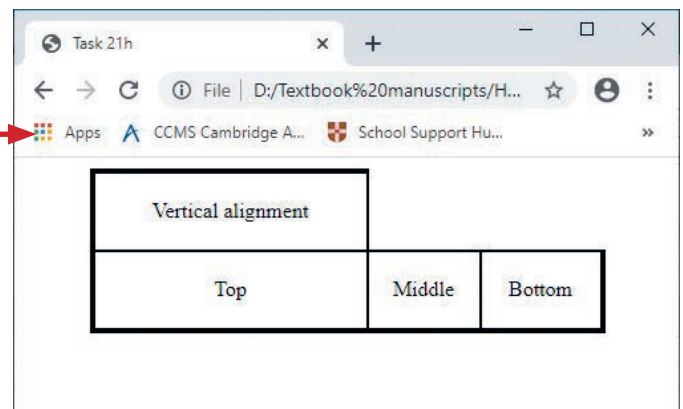 Task 21h
File | D:/Textbook%20manuscripts/H...
Apps CCMS Cambridge A... School Support Hu...
Vertical alignment
Top Middle Bottom